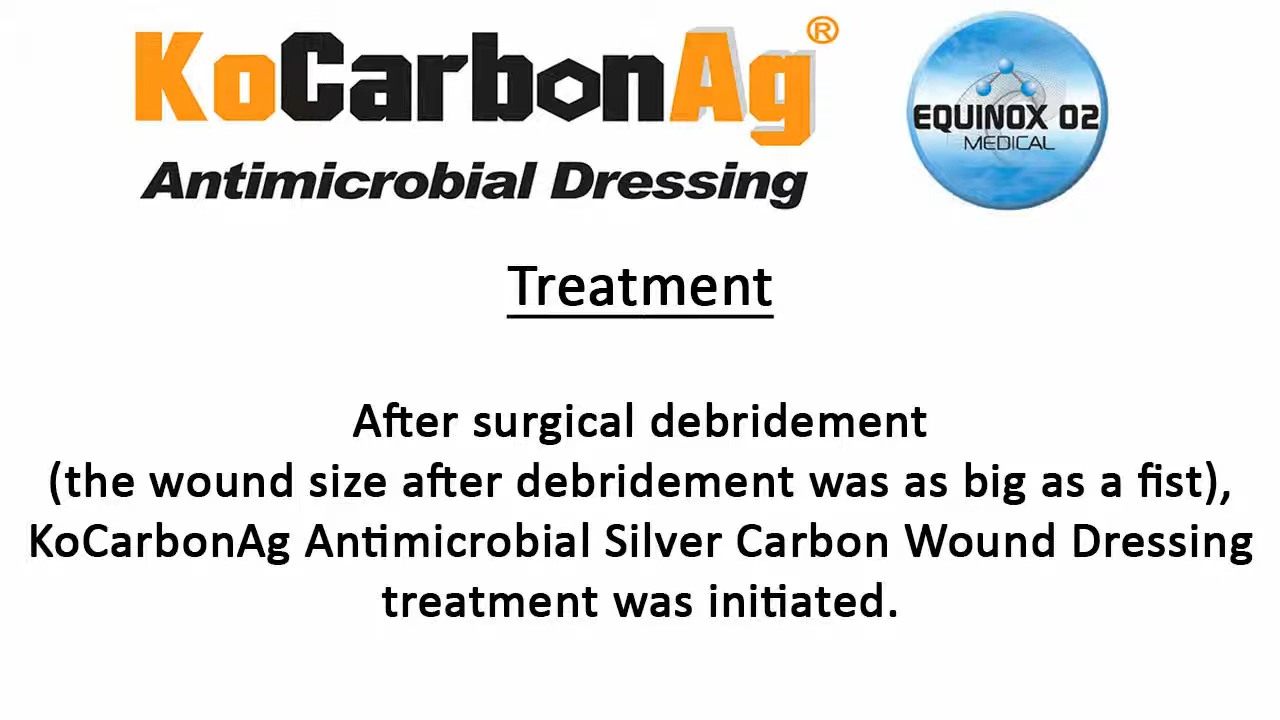 KoCarbonAg®
Antimicrobial Dressing
EQUINOX O2
MEDICAL
Treatment
After surgical debridement
(the wound size after debridement was as big as a fist),
KoCarbonAg Antimicrobial Silver Carbon Wound Dressing
treatment was initiated.